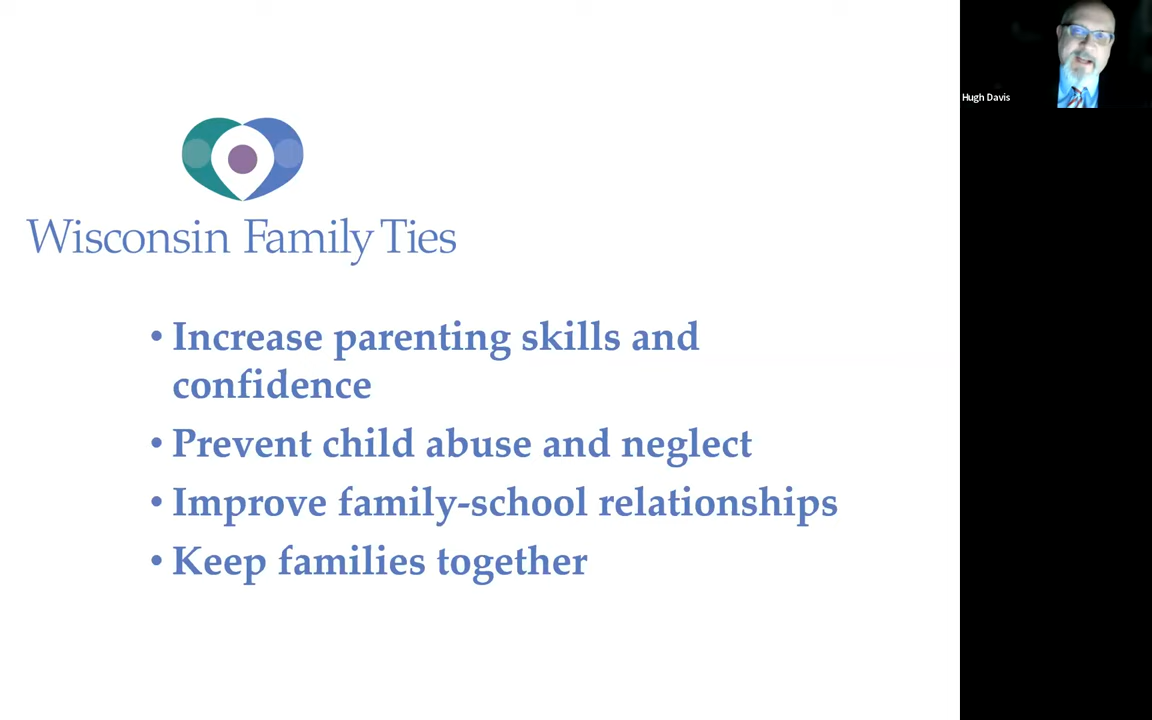 Hugh Davis
Wisconsin Family Ties
• Increase parenting skills and
confidence
• Prevent child abuse and neglect
• Improve family-school relationships
• Keep families together